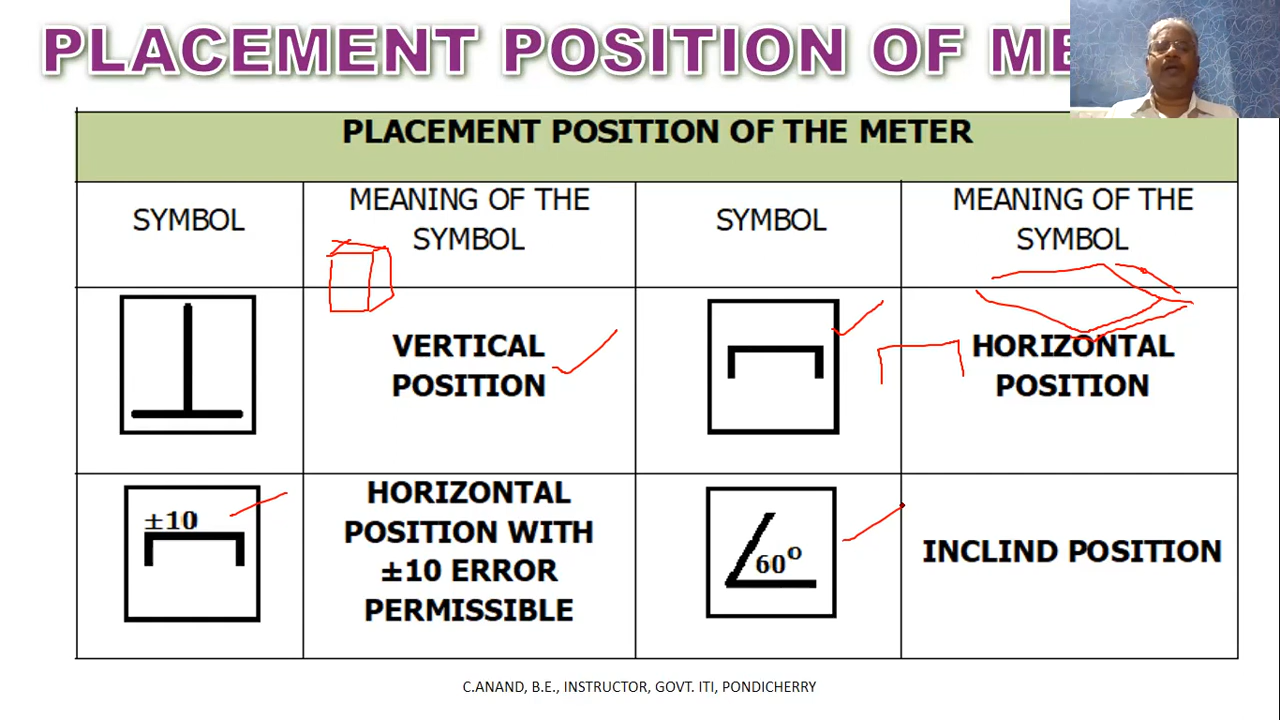 PLACEMENT POSITION OF ME
PLACEMENT POSITION OF THE METER
SYMBOL
MEANING OF THE
SYMBOL
SYMBOL
MEANING OF THE
SYMBOL
VERTICAL
POSITION
HORIZONTAL
POSITION
±10
HORIZONTAL
POSITION WITH
±10 ERROR
PERMISSIBLE
60°
INCLIND POSITION
C.ANAND, B.E., INSTRUCTOR, GOVT. ITI, PONDICHERRY